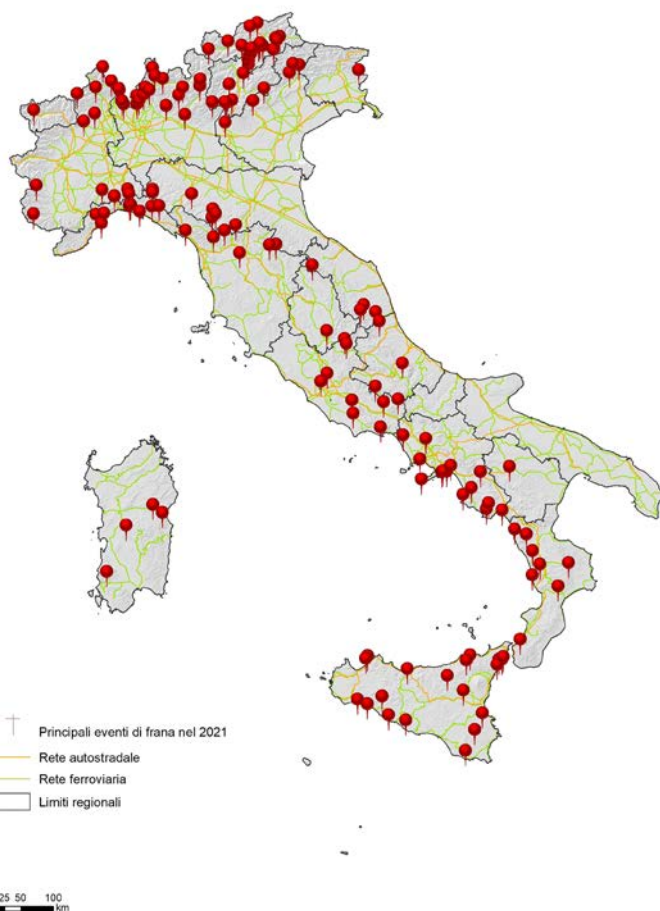 Principali eventi di frana nel 2021
Rete autostradale
Rete ferroviaria
Limiti regionali
25 50 100
km